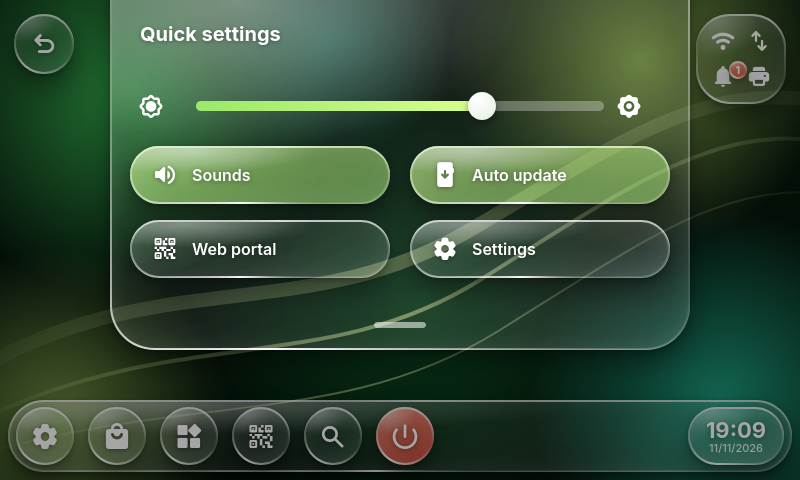 Quick settings
1
Sounds
Auto update
Web portal
Settings
19:09
11/11/2026